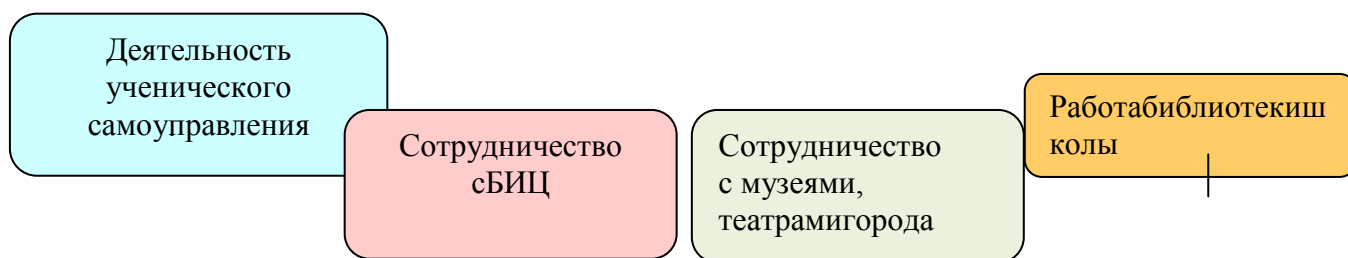 Деятельность
ученического
самоуправления
Сотрудничество
сБИЦ
Сотрудничество
с музеями,
театрамигорода
Работабиблиотекиш
колы